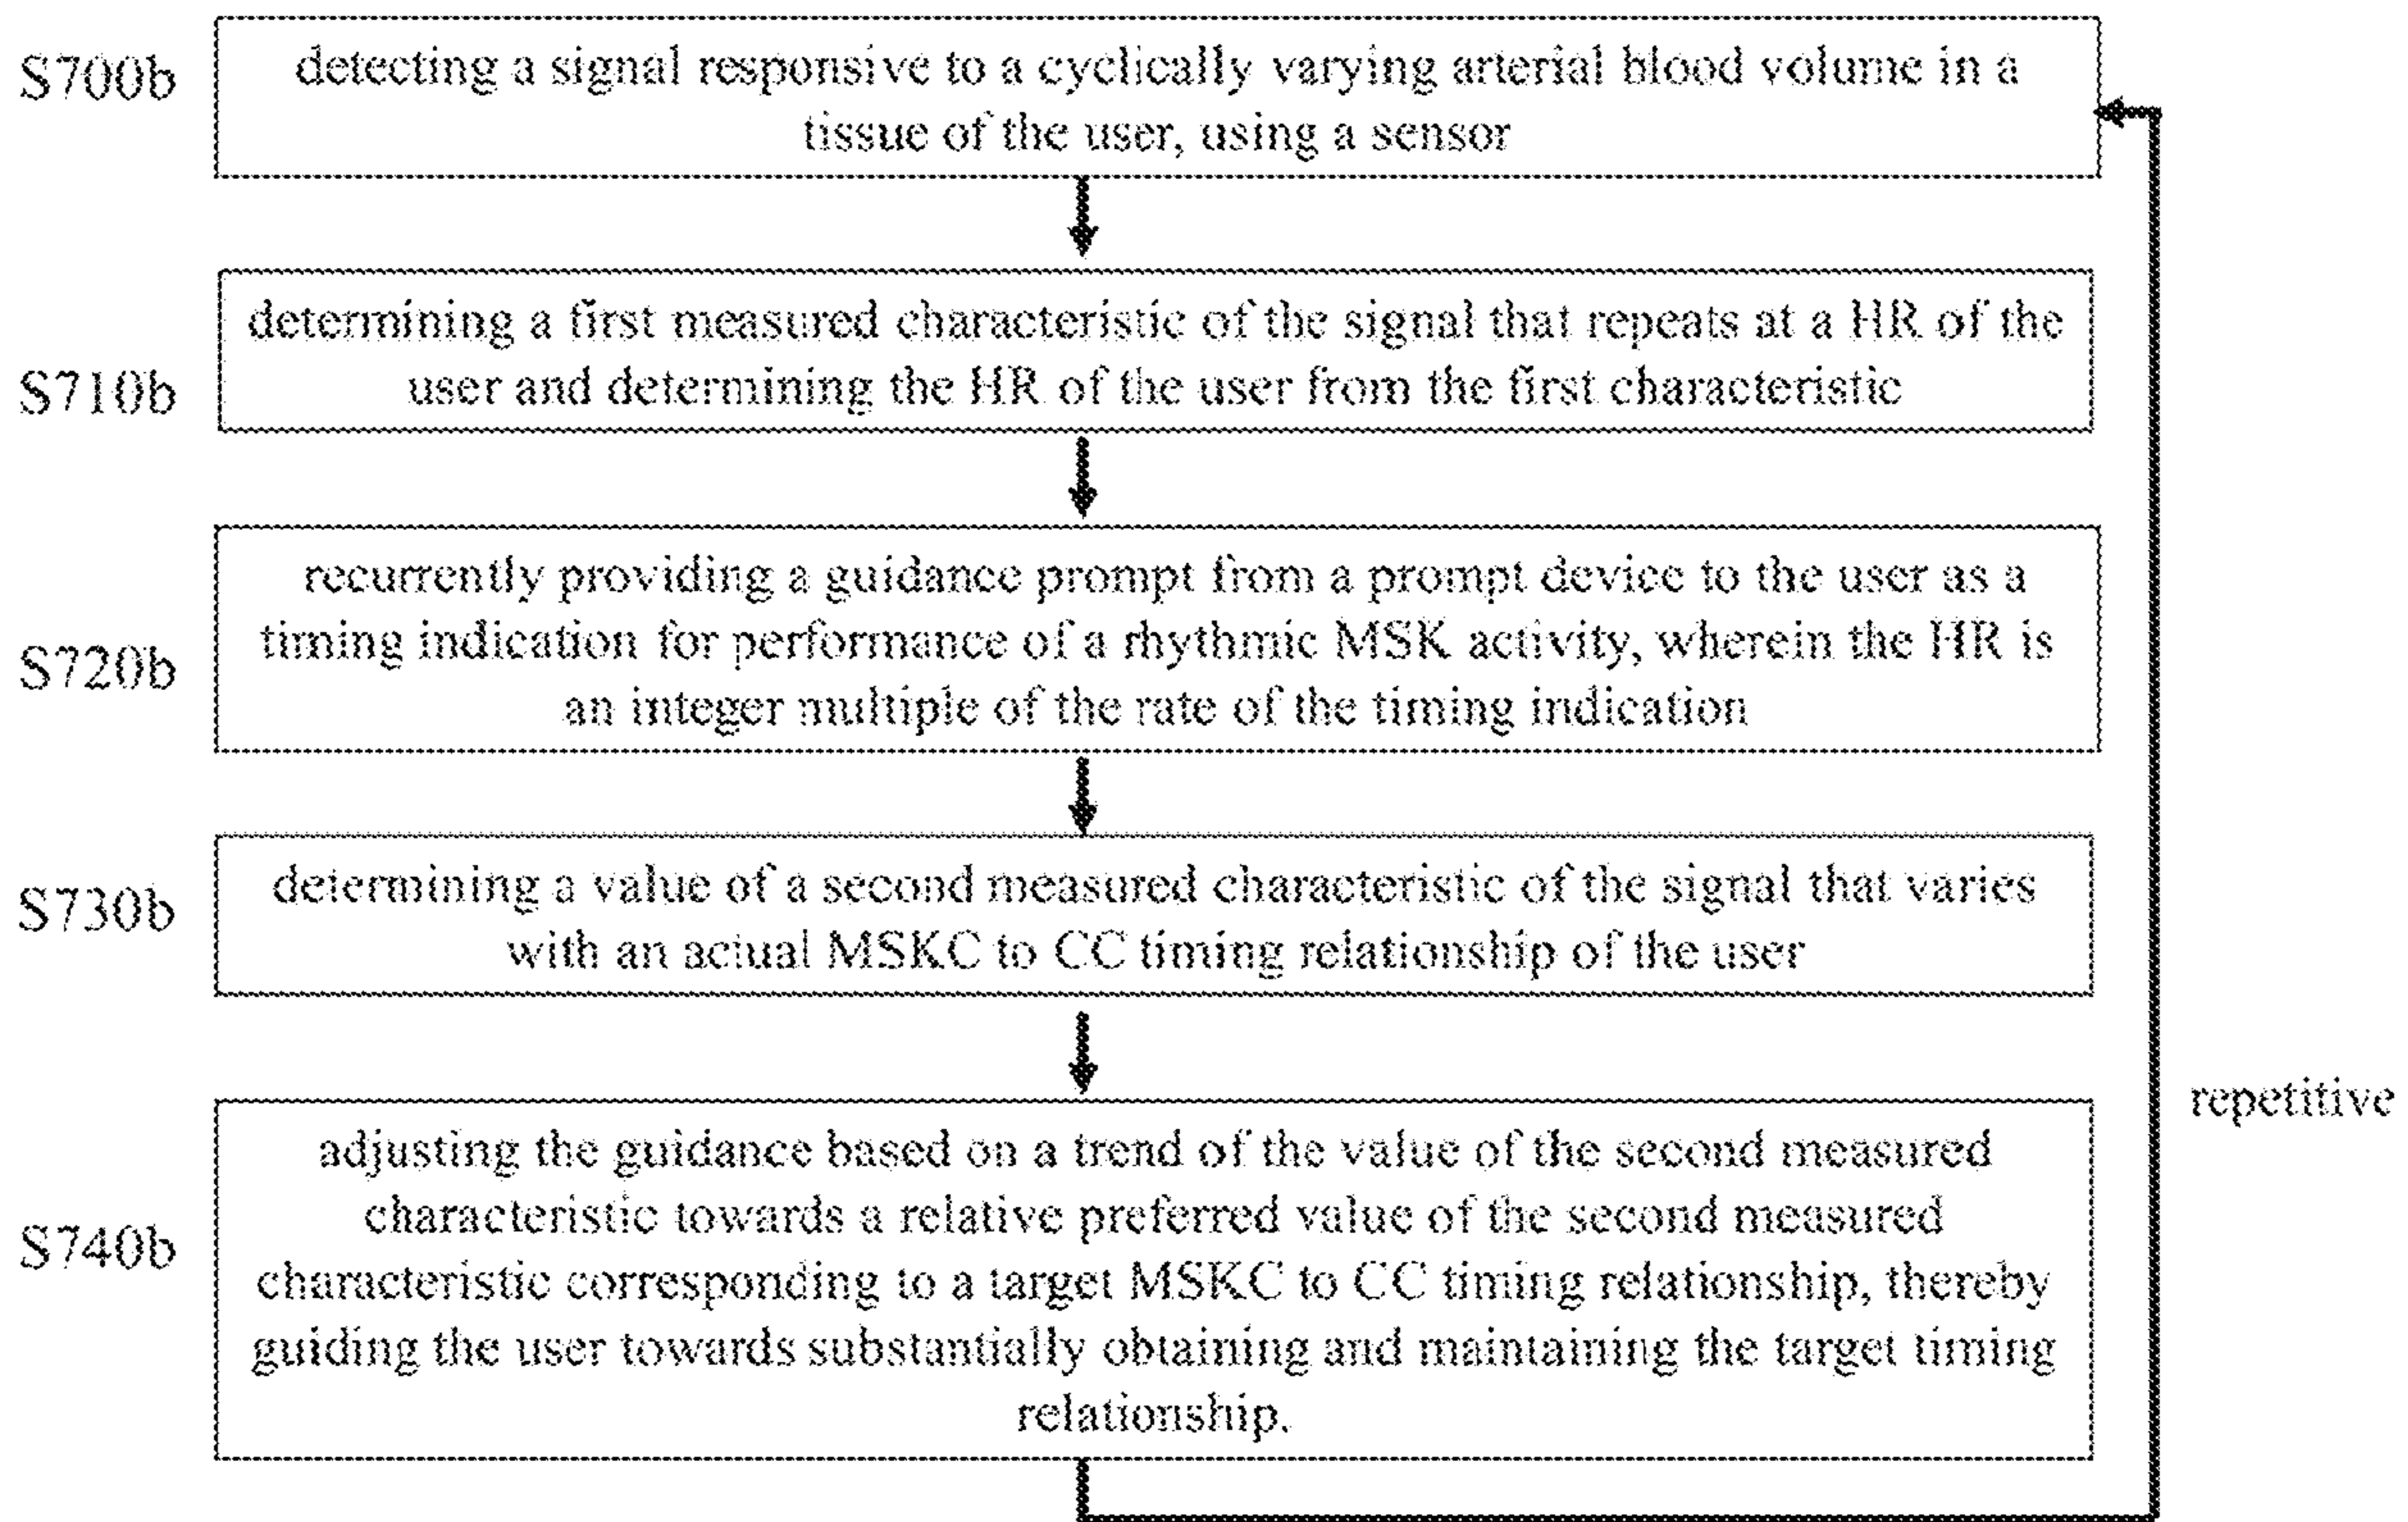 S700b
detecting a signal responsive to a cyclically varying arterial blood volume in a
tissue of the user, using a sensor
S710b
determining a first measured characteristic of the signal that repeats at a HR of the
user and determining the HR of the user from the first characteristic
S720b
recurrently providing a guidance prompt from a prompt device to the user as a
timing indication for performance of a rhythmic MSK activity, wherein the HR is
an integer multiple of the rate of the timing indication
S730b
determining a value of a second measured characteristic of the signal that varies
with an actual MSKC to CC timing relationship of the user
S740b
adjusting the guidance based on a trend of the value of the second measured
characteristic towards a relative preferred value of the second measured
characteristic corresponding to a target MSKC to CC timing relationship, thereby
guiding the user towards substantially obtaining and maintaining the target timing
relationship.
repetitive